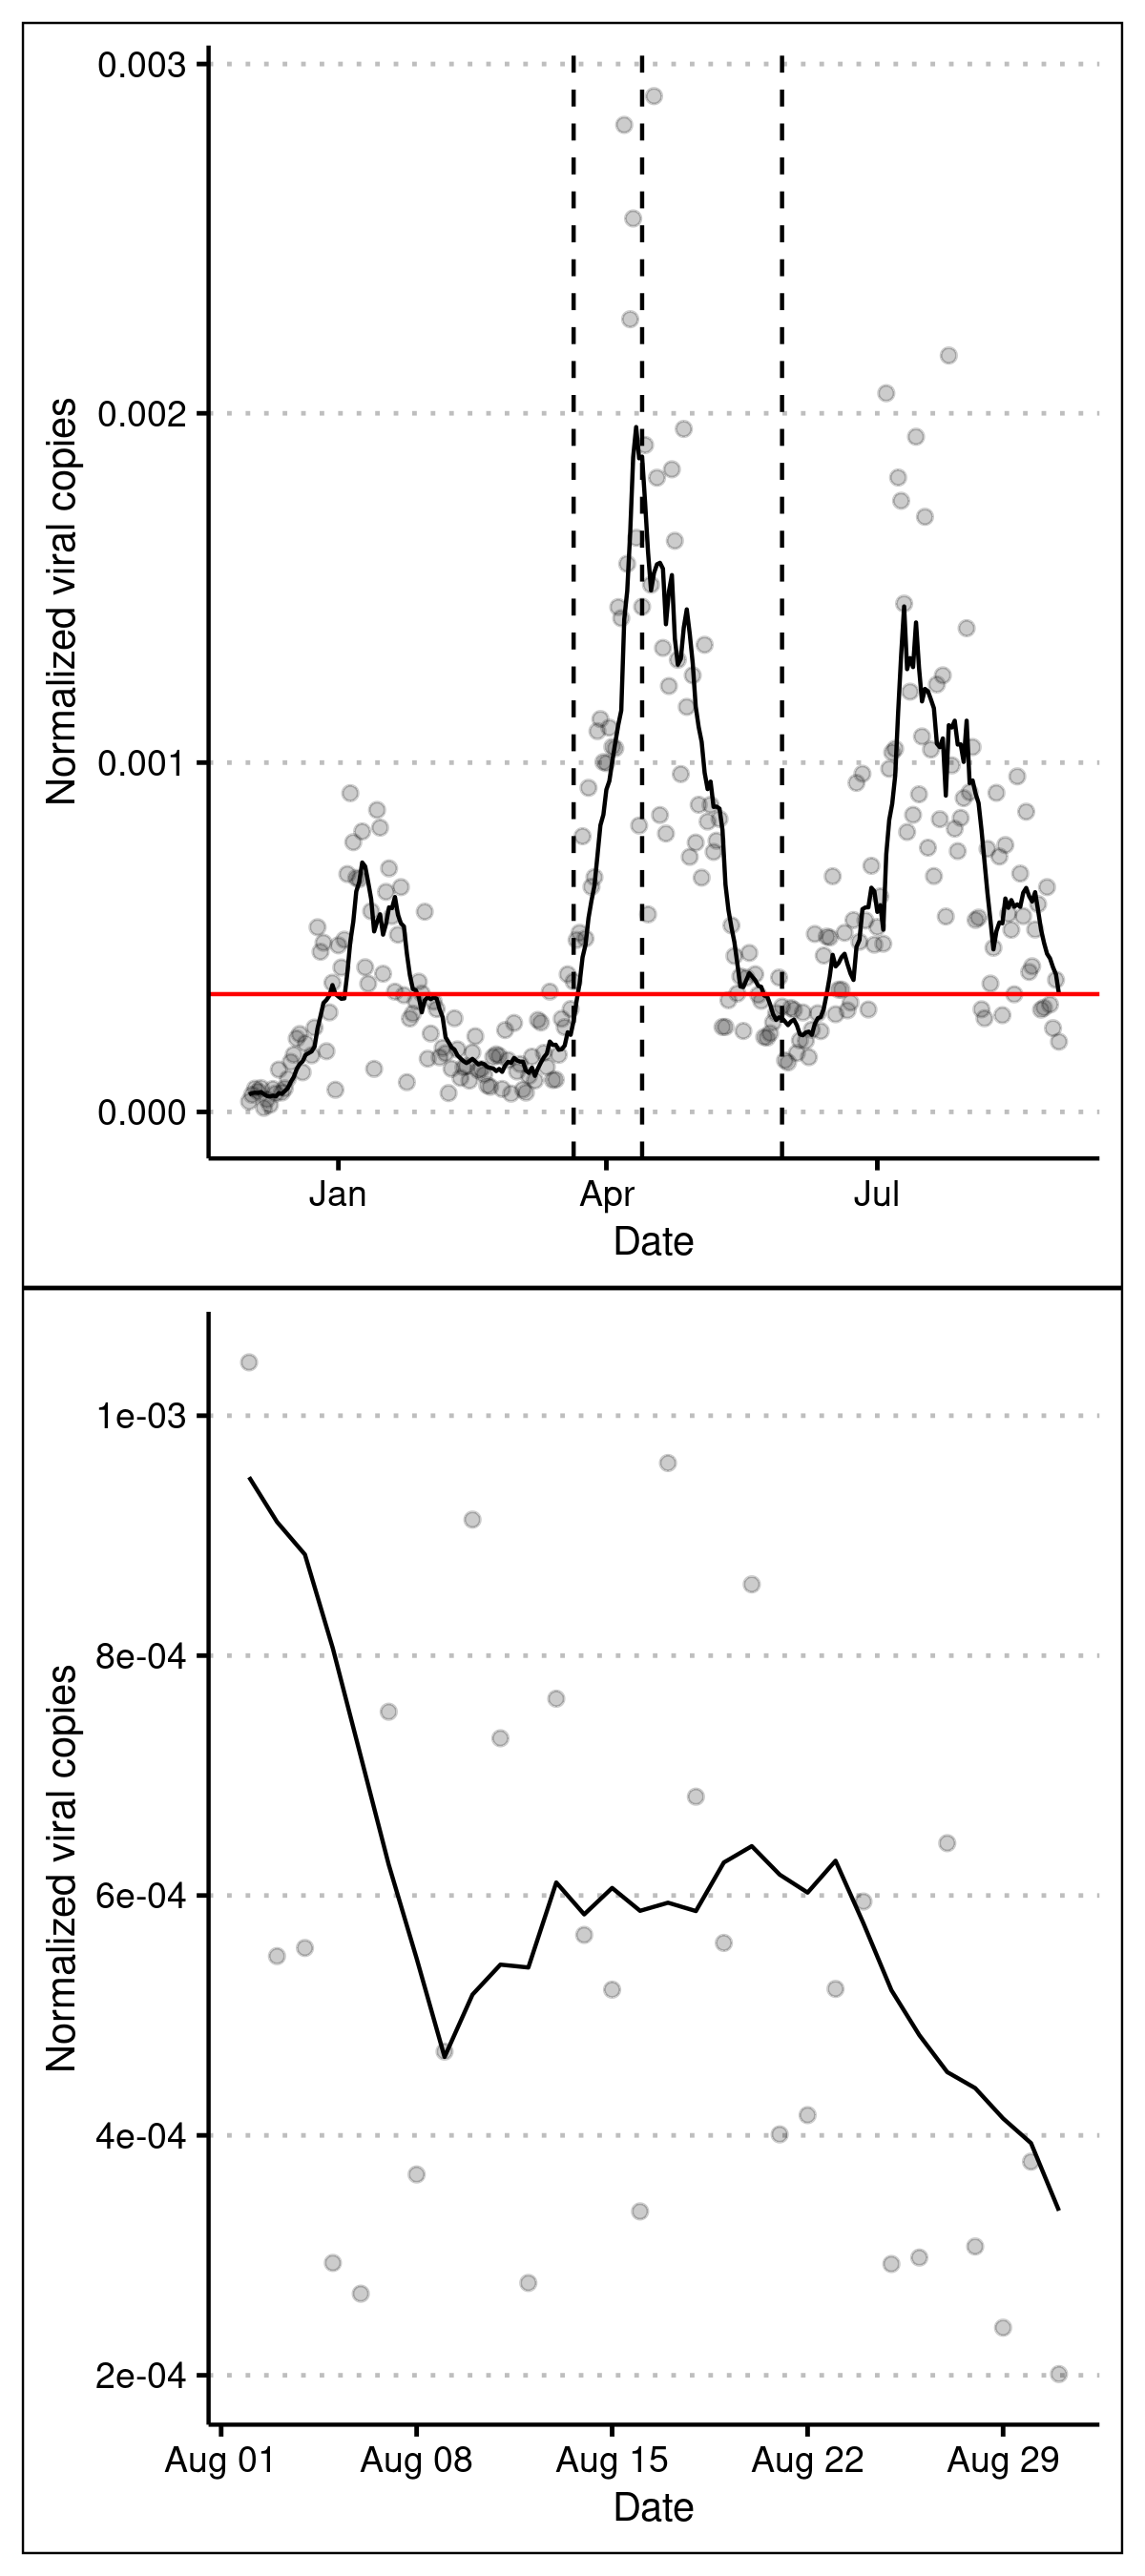 0.003
0.002
0.001
0.000
Normalized viral copies
Jan Apr Jul
Date
1e-03
8e-04
6e-04
4e-04
2e-04
Normalized viral copies
Aug 01 Aug 08 Aug 15 Aug 22 Aug 29
Date